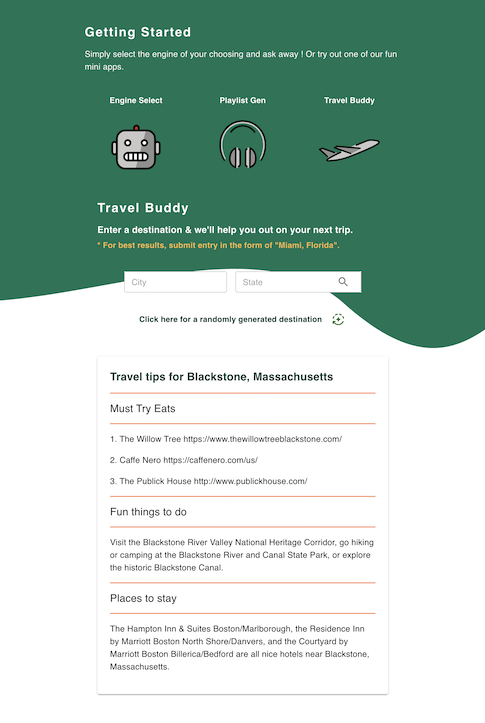 Getting Started
Simply select the engine of your choosing and ask away ! Or try out one of our fun
mini apps.
Engine Select
Playlist Gen
Travel Buddy
Travel Buddy
Enter a destination & we'll help you out on your next trip.
* For best results, submit entry in the form of "Miami, Florida".
City
State
Click here for a randomly generated destination
Travel tips for Blackstone, Massachusetts
Must Try Eats
1. The Willow Tree https://www.thewillowtreeblackstone.com/
2. Caffe Nero https://caffenero.com/us/
3. The Publick House http://www.publickhouse.com/
Fun things to do
Visit the Blackstone River Valley National Heritage Corridor, go hiking
or camping at the Blackstone River and Canal State Park, or explore
the historic Blackstone Canal.
Places to stay
The Hampton Inn & Suites Boston/Marlborough, the Residence Inn
by Marriott Boston North Shore/Danvers, and the Courtyard by
Marriott Boston Billerica/Bedford are all nice hotels near Blackstone,
Massachusetts.